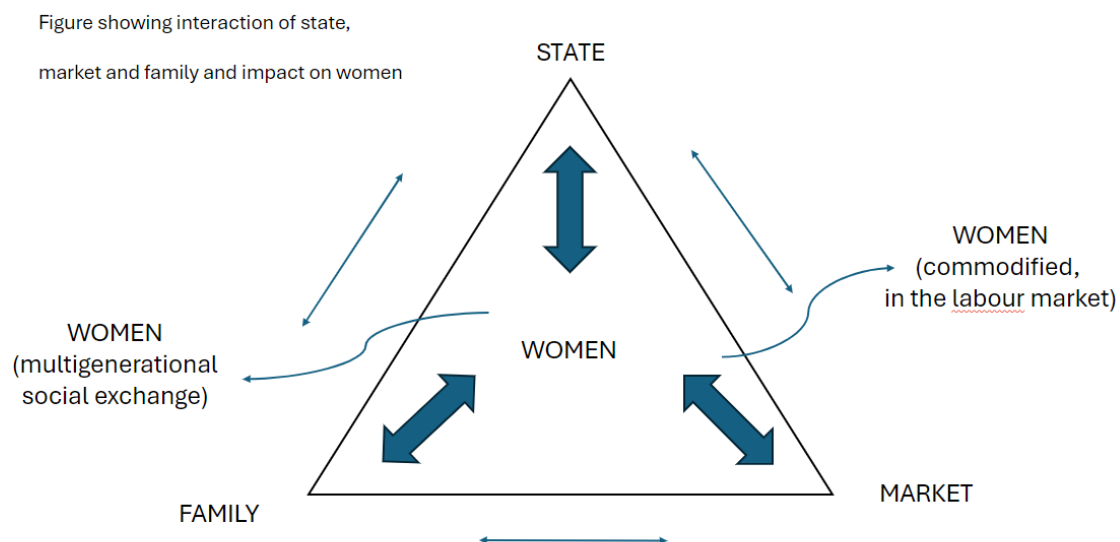 Figure showing interaction of state,
market and family and impact on women
STATE
WOMEN
(commodified,
in the labour market)
WOMEN
(multigenerational
social exchange)
WOMEN
FAMILY
MARKET